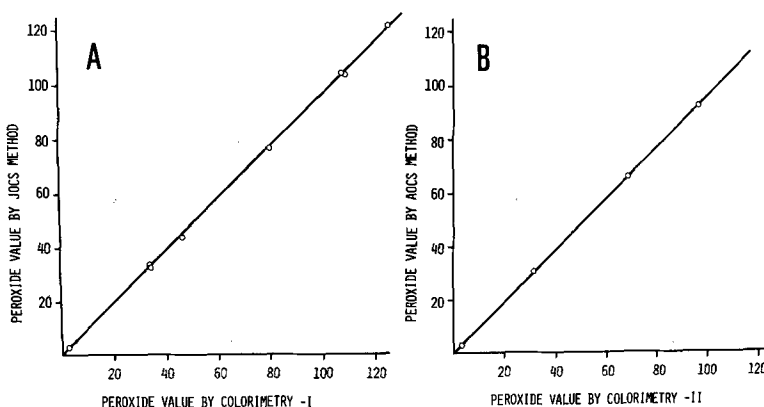 A
120
100
80
60
40
20
PEROXIDE VALUE BY JOCS METHOD
20 40 60 80 100 120
PEROXIDE VALUE BY COLORIMETRY -I
B
120
100
80
60
40
20
PEROXIDE VALUE BY AOCS METHOD
20 40 60 80 100 120
PEROXIDE VALUE BY COLORIMETRY -II